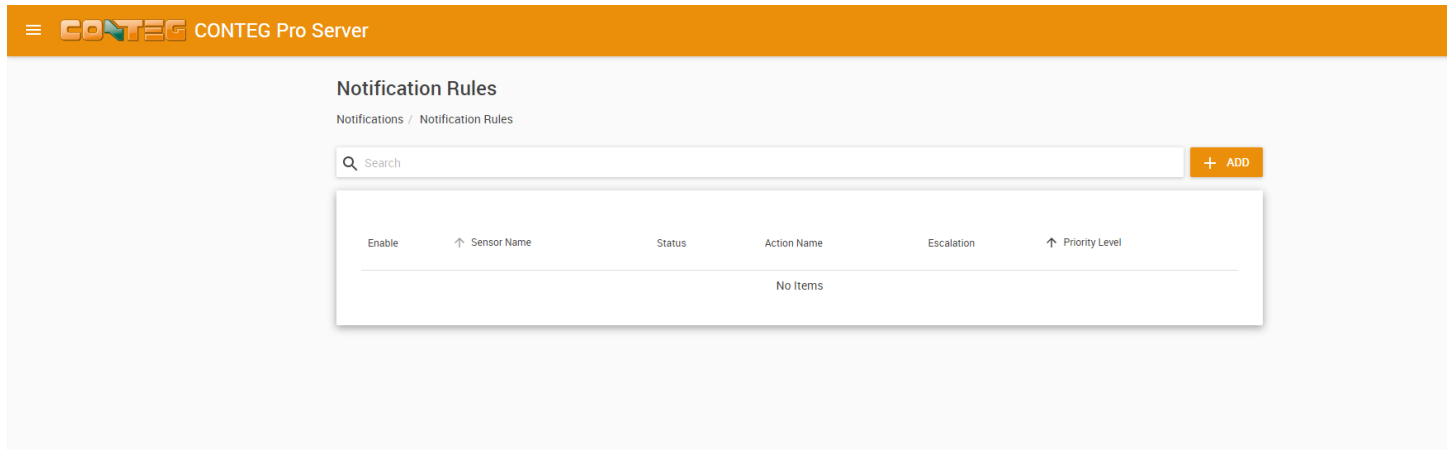 CONTEG CONTEG Pro Server
Notification Rules
Notifications / Notification Rules
Search + ADD
Enable ↑ Sensor Name Status Action Name Escalation ↑ Priority Level
No Items